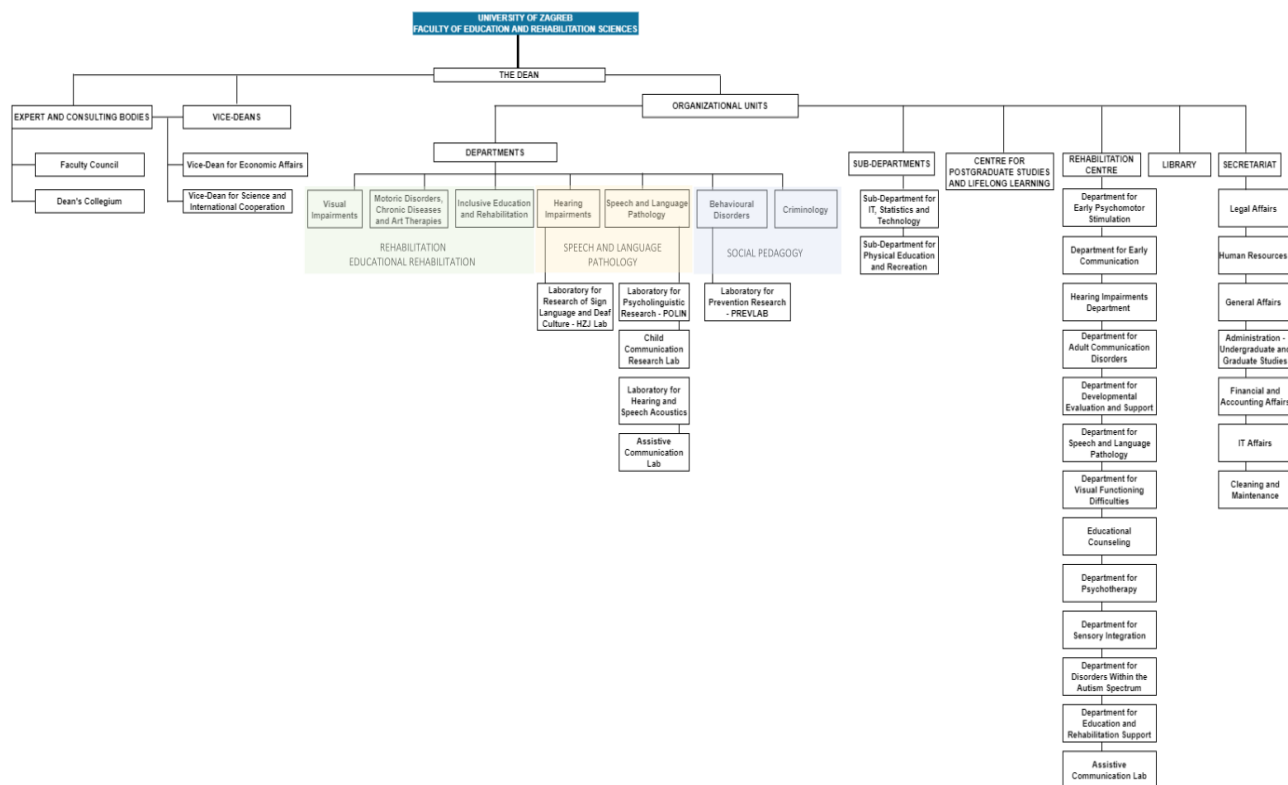 UNIVERSITY OF ZAGREB
FACULTY OF EDUCATION AND REHABILITATION SCIENCES
THE DEAN
EXPERT AND CONSULTING BODIES
VICE-DEANS
ORGANIZATIONAL UNITS
Faculty Council
Dean's Collegium
Vice-Dean for Economic Affairs
Vice-Dean for Science and
International Cooperation
DEPARTMENTS
Visual
Impairments
Motoric Disorders,
Chronic Diseases
and Art Therapies
Inclusive Education
and Rehabilitation
Hearing
Impairments
Speech and Language
Pathology
Behavioural
Disorders
Criminology
REHABILITATION
EDUCATIONAL REHABILITATION
SPEECH AND LANGUAGE
PATHOLOGY
SOCIAL PEDAGOGY
Laboratory for
Research of Sign
Language and Deaf
Culture - HZJ Lab
Laboratory for
Psycholinguistic
Research - POLIN
Child
Communication
Research Lab
Laboratory for
Hearing and
Speech Acoustics
Assistive
Communication
Lab
Laboratory for
Prevention Research
- PREVLAB
SUB-DEPARTMENTS
Sub-Department for
IT, Statistics and
Technology
Sub-Department for
Physical Education
and Recreation
CENTRE FOR
POSTGRADUATE STUDIES
AND LIFELONG LEARNING
REHABILITATION
CENTRE
Department for
Early Psychomotor
Stimulation
Department for Early
Communication
Hearing Impairments
Department
Department for
Adult Communication
Disorders
Department for
Developmental
Evaluation and Support
Department for
Speech and Language
Pathology
Department for
Visual Functioning
Difficulties
Educational
Counseling
Department for
Psychotherapy
Department for
Sensory Integration
Department for
Disorders Within the
Autism Spectrum
Department for
Education and
Rehabilitation Support
Assistive
Communication Lab
LIBRARY
SECRETARIAT
Legal Affairs
Human Resources
General Affairs
Administration -
Undergraduate and
Graduate Studies
Financial and
Accounting Affairs
IT Affairs
Cleaning and
Maintenance